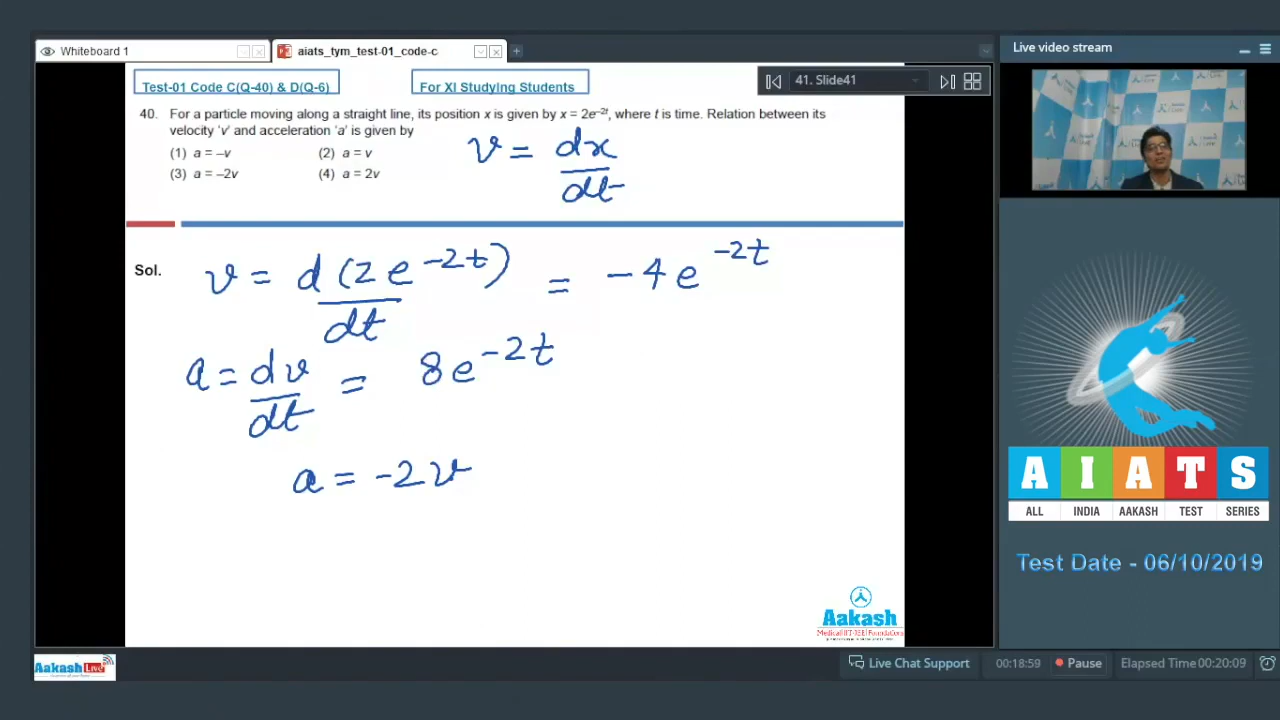 Whiteboard 1
aiats_tym_test-01_code-c
Live video stream
Test-01 Code C(Q-40) & D(Q-6)
For XI Studying Students
41. Slide41
40. For a particle moving along a straight line, its position x is given by x = 2e⁻²ᵗ, where t is time. Relation between its
velocity 'v' and acceleration 'a' is given by
(1) a = –v
(2) a = v
(3) a = –2v
(4) a = 2v
v = dx/dt
Sol.
v = d(2e⁻²ᵗ)/dt = -4e⁻²ᵗ
a = dv/dt = 8e⁻²ᵗ
a = -2v
Aakash
Medical|IIT-JEE|Foundations
A I A T S
ALL INDIA AAKASH TEST SERIES
Test Date - 06/10/2019
Aakash Live
Live Chat Support
00:18:59
Pause
Elapsed Time 00:20:09